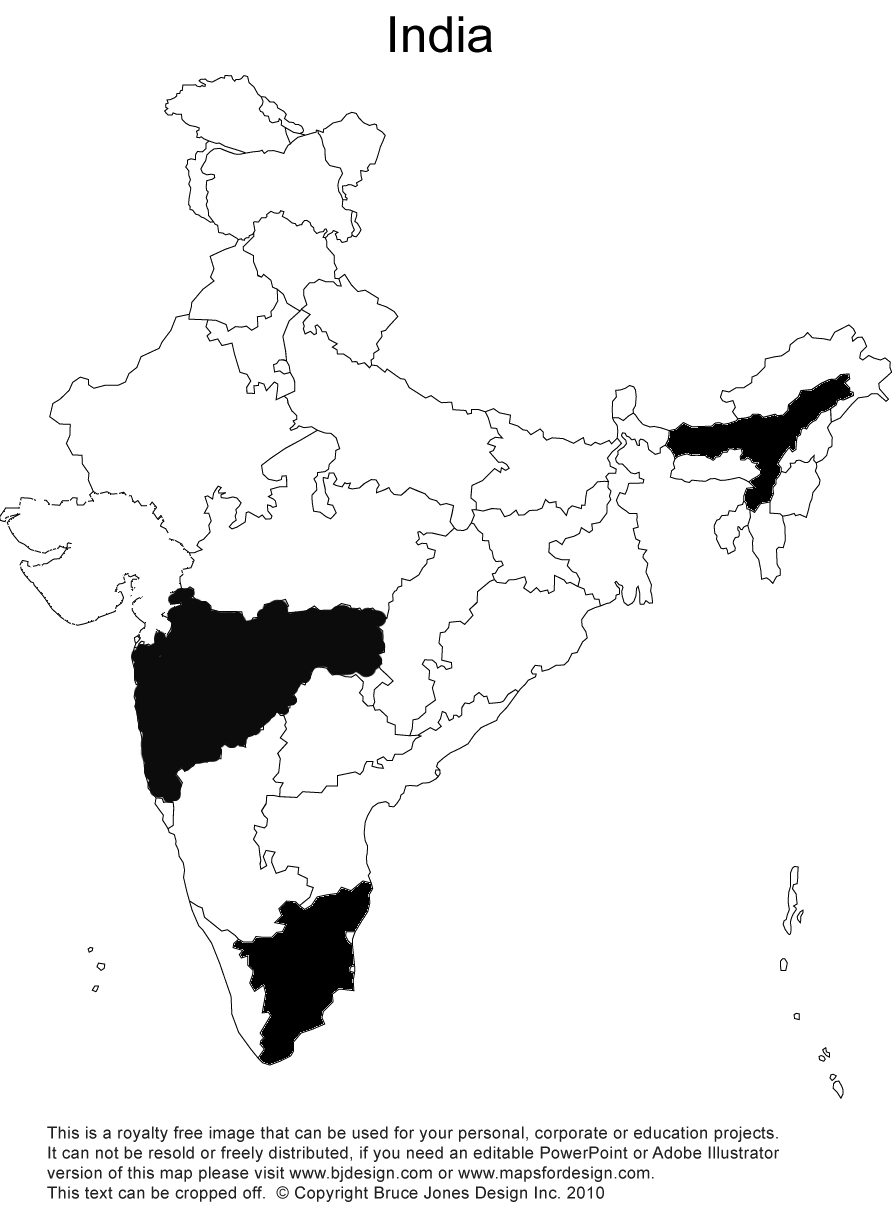 India
This is a royalty free image that can be used for your personal, corporate or education projects.
It can not be resold or freely distributed, if you need an editable PowerPoint or Adobe Illustrator
version of this map please visit www.bjdesign.com or www.mapsfordesign.com.
This text can be cropped off.  © Copyright Bruce Jones Design Inc. 2010